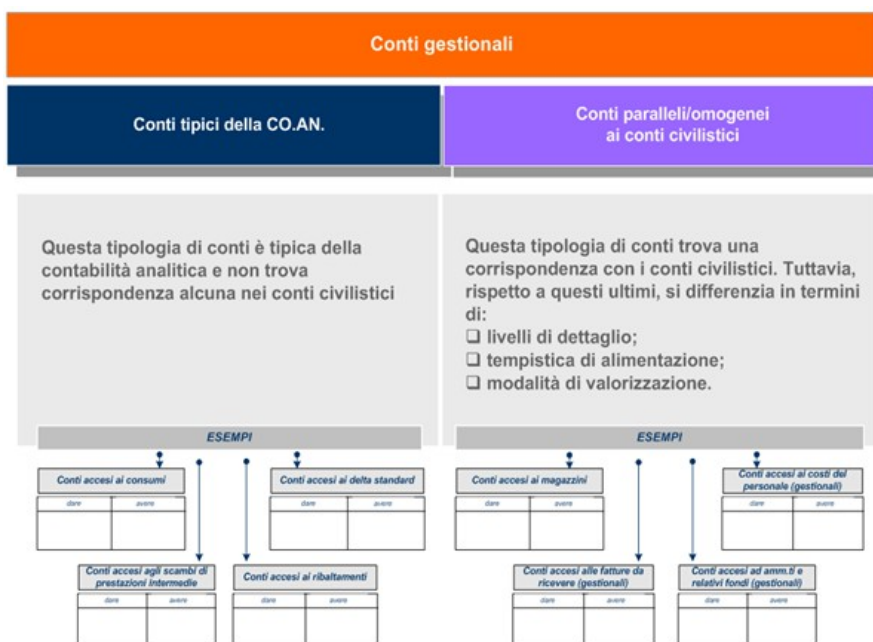 Conti gestionali
Conti tipici della CO.AN.
Conti paralleli/omogenei
ai conti civilistici
Questa tipologia di conti è tipica della
contabilità analitica e non trova
corrispondenza alcuna nei conti civilistici
Questa tipologia di conti trova una
corrispondenza con i conti civilistici. Tuttavia,
rispetto a questi ultimi, si differenzia in termini
di:
❑ livelli di dettaglio;
❑ tempistica di alimentazione;
❑ modalità di valorizzazione.
ESEMPI
Conti accesi ai consumi
dare avere
Conti accesi ai delta standard
dare avere
Conti accesi agli scambi di
prestazioni intermedie
dare avere
Conti accesi ai ribaltamenti
dare avere
ESEMPI
Conti accesi ai magazzini
dare avere
Conti accesi ai costi del
personale (gestionali)
dare avere
Conti accesi alle fatture da
ricevere (gestionali)
dare avere
Conti accesi ad amm.ti e
relativi fondi (gestionali)
dare avere